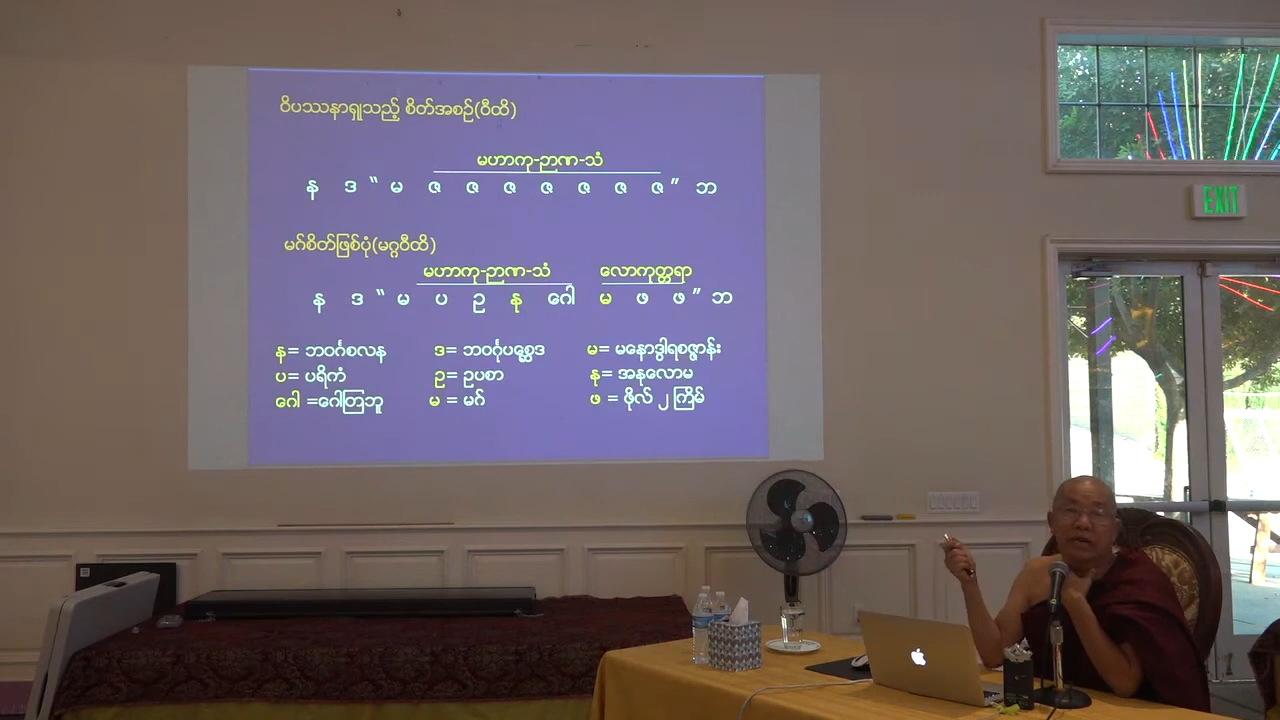 ဝိပဿနာရှုသည့် စိတ်အစဉ်(ဝီထိ)
မဟာကု-ဉာဏ-သံ
န ဒ “ မ ဇ ဇ ဇ ဇ ဇ ဇ ဇ ” ဘ
မဂ်စိတ်ဖြစ်ပုံ(မဂ္ဂဝီထိ)
မဟာကု-ဉာဏ-သံ လောကုတ္တရာ
န ဒ “ မ ပ ဥ နု ဂေါ မ ဖ ဖ ” ဘ
န= ဘဝင်္ဂစလန ဒ= ဘဝင်္ဂုပစ္ဆေဒ မ= မနောဒွါရာဝဇ္ဇန်း
ပ= ပရိကံ ဥ= ဥပစာ နု= အနုလောမ
ဂေါ =ဂေါတြဘူ မ = မဂ် ဖ = ဖိုလ် ၂ ကြိမ်
EXIT